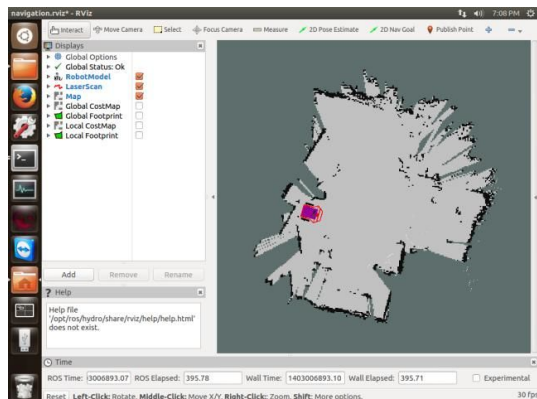 navigation.rviz* - RViz
7:08 PM
Interact Move Camera Select Focus Camera Measure 2D Pose Estimate 2D Nav Goal Publish Point
Displays
Global Options
Global Status: Ok
RobotModel
LaserScan
Map
Global CostMap
Global Footprint
Local CostMap
Local Footprint
Add Remove Rename
Help
Help file
'/opt/ros/hydro/share/rviz/help/help.html'
does not exist.
Time
ROS Time: 3006893.07 ROS Elapsed: 395.78 Wall Time: 1403006893.10 Wall Elapsed: 395.71 Experimental
Reset Left-Click: Rotate. Middle-Click: Move X/Y. Right-Click: Zoom. Shift: More options. 30 fps